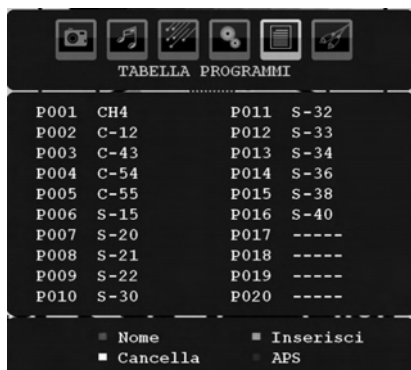 TABELLA PROGRAMMI
P001 CH4 P011 S-32
P002 C-12 P012 S-33
P003 C-43 P013 S-34
P004 C-54 P014 S-36
P005 C-55 P015 S-38
P006 S-15 P016 S-40
P007 S-20 P017 -----
P008 S-21 P018 -----
P009 S-22 P019 -----
P010 S-30 P020 -----
Nome Inserisci
Cancella APS